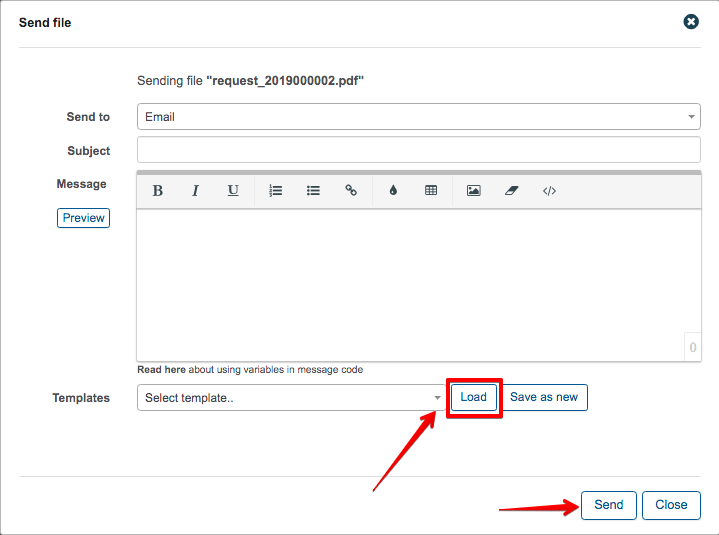 Send file
Sending file "request_2019000002.pdf"
Send to
Email
Subject
Message
B I U
Preview
0
Read here about using variables in message code
Templates
Select template..
Load
Save as new
Send
Close